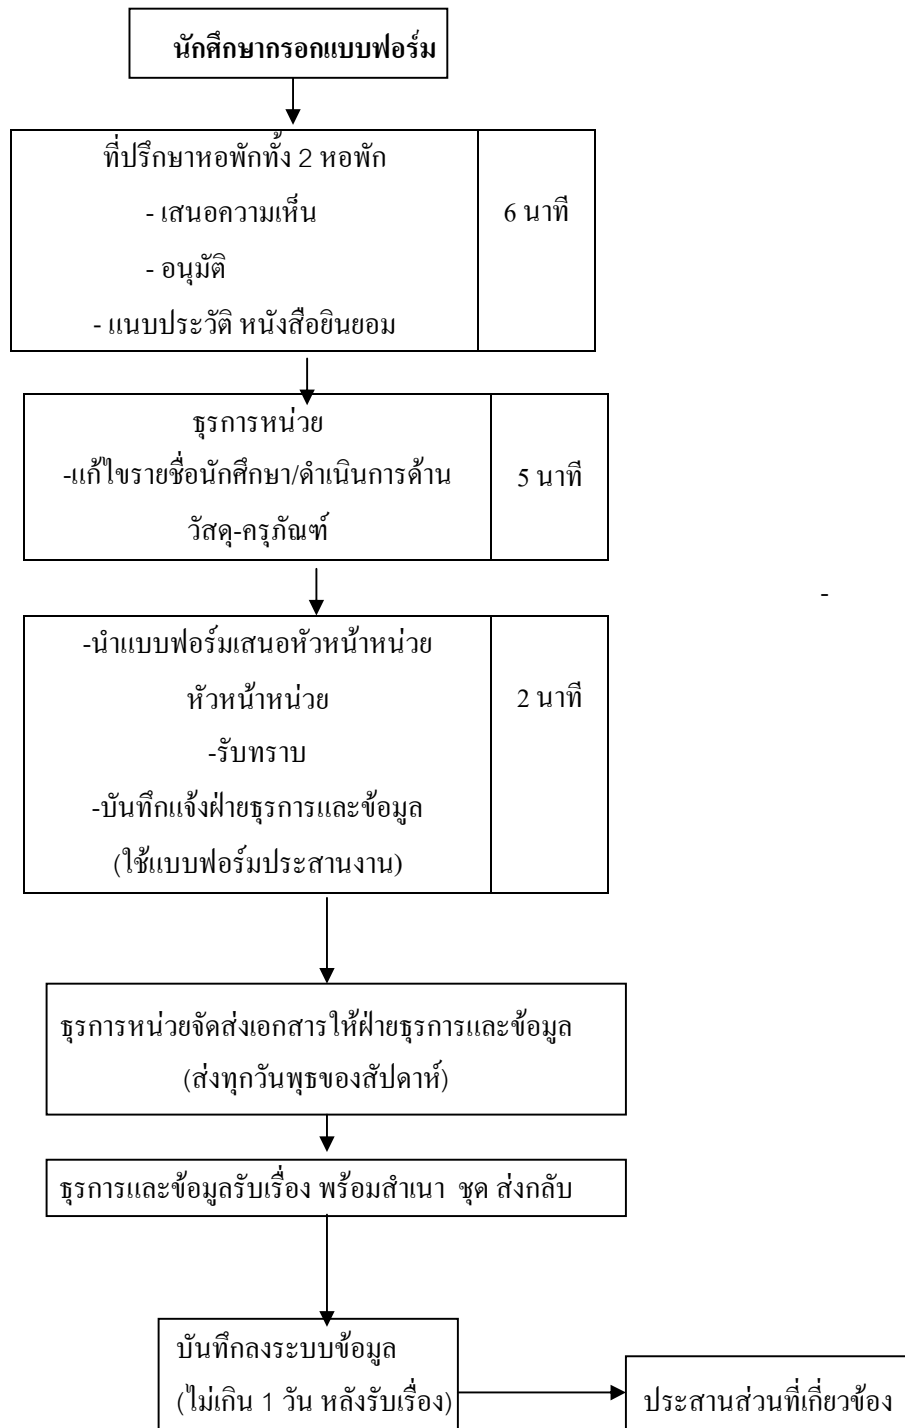 นักศึกษากรอกแบบฟอร์ม
ที่ปรึกษาหอพักทั้ง 2 หอพัก
- เสนอความเห็น
- อนุมัติ
- แนบประวัติ หนังสือยินยอม
6 นาที
ธุรการหน่วย
-แก้ไขรายชื่อนักศึกษา/ดำเนินการด้าน
วัสดุ-ครุภัณฑ์
5 นาที
-
-นำแบบฟอร์มเสนอหัวหน้าหน่วย
หัวหน้าหน่วย
-รับทราบ
-บันทึกแจ้งฝ่ายธุรการและข้อมูล
(ใช้แบบฟอร์มประสานงาน)
2 นาที
ธุรการหน่วยจัดส่งเอกสารให้ฝ่ายธุรการและข้อมูล
(ส่งทุกวันพุธของสัปดาห์)
ธุรการและข้อมูลรับเรื่อง พร้อมสำเนา ชุด ส่งกลับ
บันทึกลงระบบข้อมูล
(ไม่เกิน 1 วัน หลังรับเรื่อง)
ประสานส่วนที่เกี่ยวข้อง